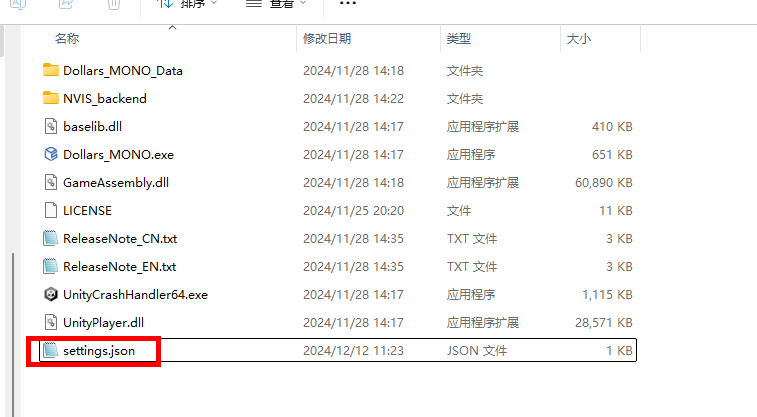 排序 查看
名称 修改日期 类型 大小
Dollars_MONO_Data 2024/11/28 14:18 文件夹
NVIS_backend 2024/11/28 14:22 文件夹
baselib.dll 2024/11/28 14:17 应用程序扩展 410 KB
Dollars_MONO.exe 2024/11/28 14:17 应用程序 651 KB
GameAssembly.dll 2024/11/28 14:18 应用程序扩展 60,890 KB
LICENSE 2024/11/25 20:20 文件 11 KB
ReleaseNote_CN.txt 2024/11/28 14:35 TXT 文件 3 KB
ReleaseNote_EN.txt 2024/11/28 14:35 TXT 文件 3 KB
UnityCrashHandler64.exe 2024/11/28 14:17 应用程序 1,115 KB
UnityPlayer.dll 2024/11/28 14:17 应用程序扩展 28,571 KB
settings.json 2024/12/12 11:23 JSON 文件 1 KB